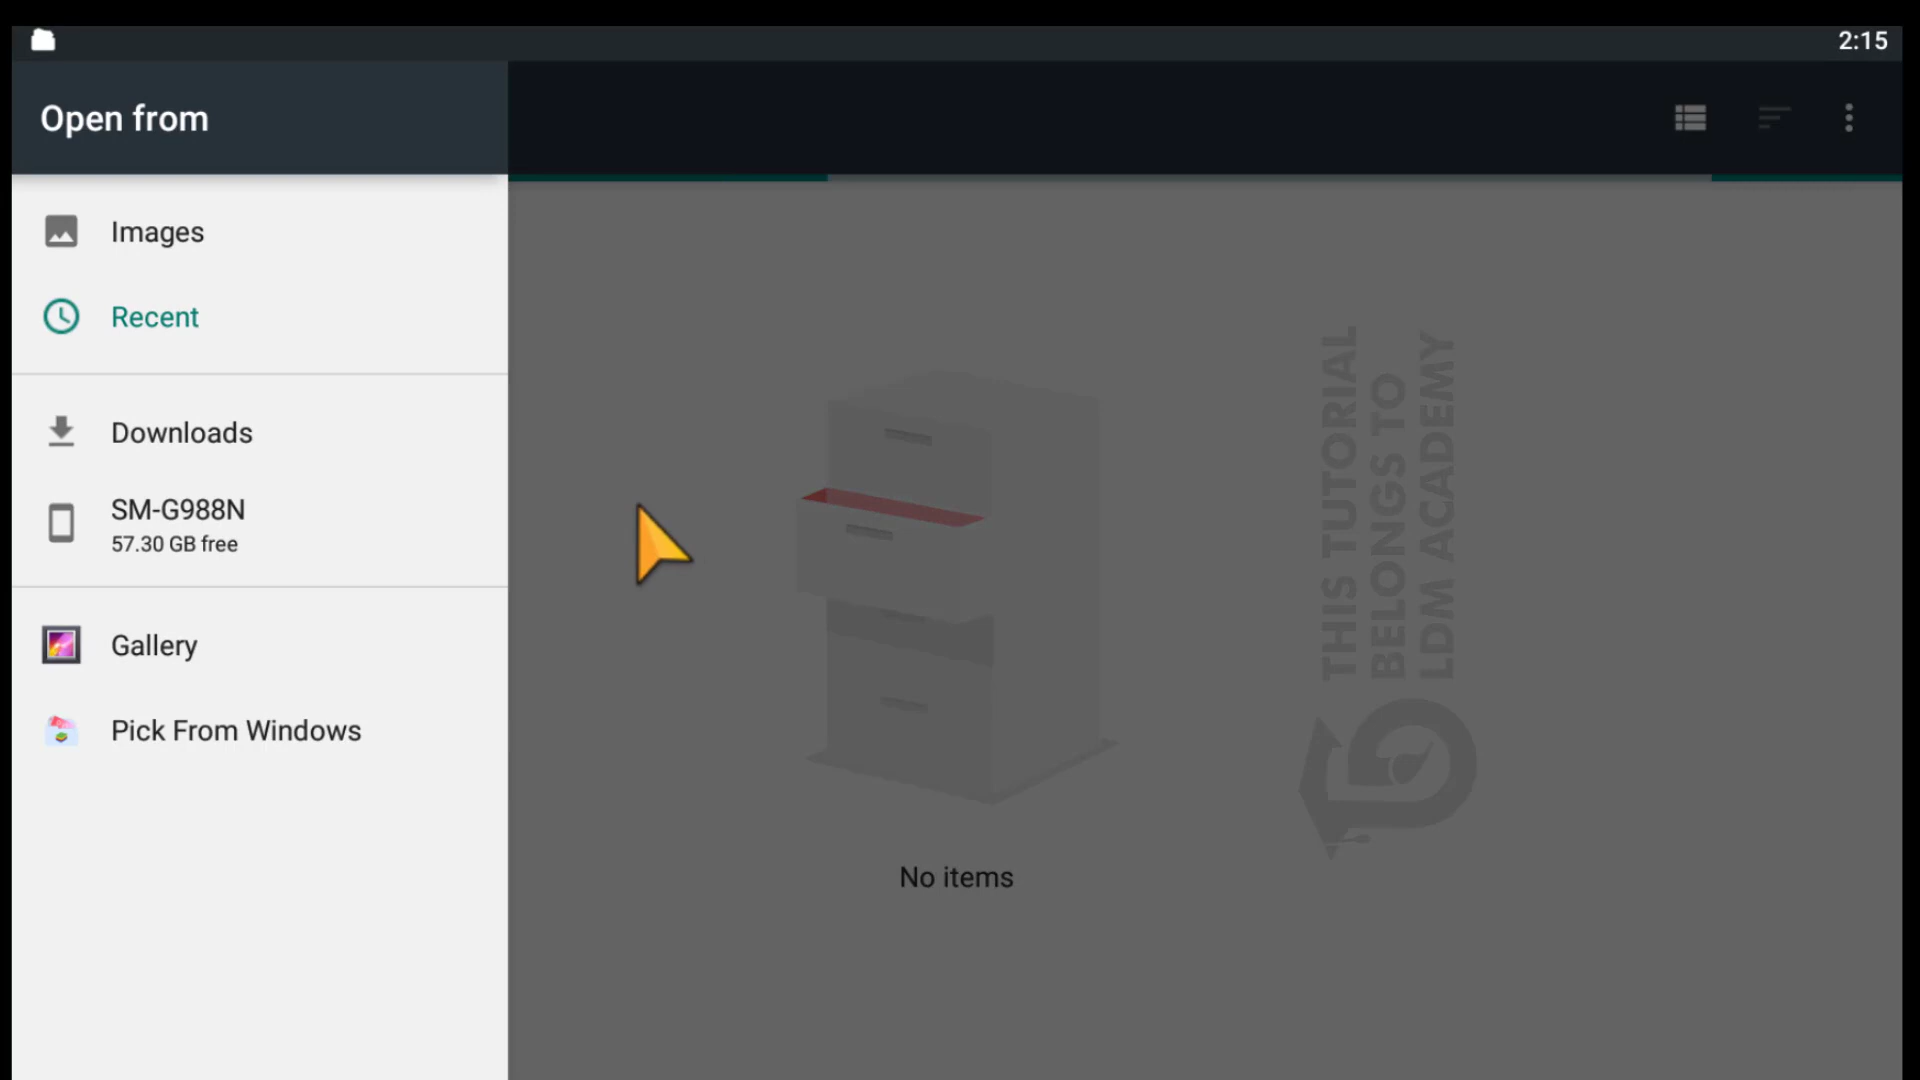 2:15
Open from
Images
Recent
Downloads
SM-G988N
57.30 GB free
Gallery
Pick From Windows
No items
THIS TUTORIAL
BELONGS TO
LDM ACADEMY